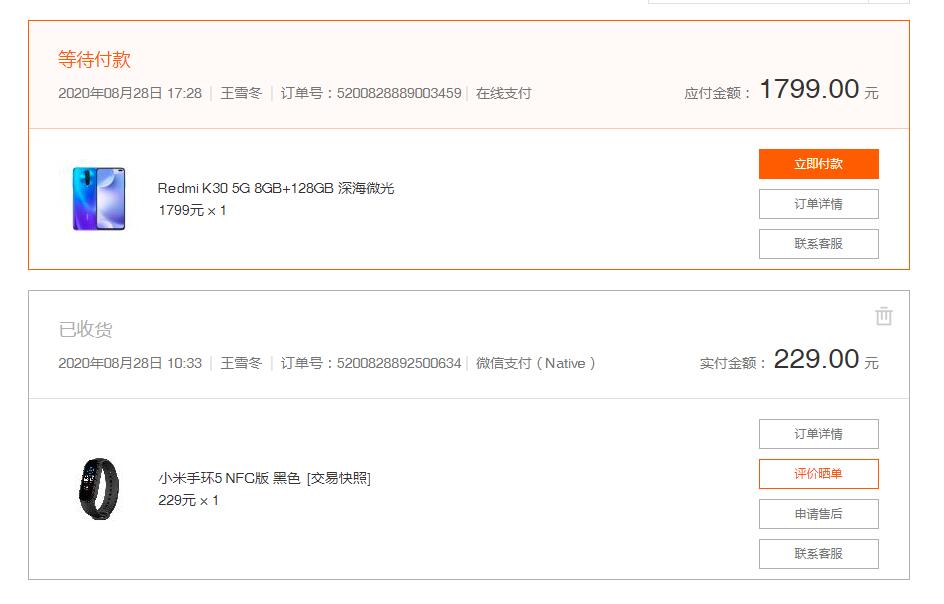 等待付款
2020年08月28日 17:28 | 王雪冬 | 订单号：5200828889003459 | 在线支付 应付金额： 1799.00 元
立即付款
Redmi K30 5G 8GB+128GB 深海微光
1799元 × 1
订单详情
联系客服
已收货
2020年08月28日 10:33 | 王雪冬 | 订单号：5200828892500634 | 微信支付（Native） 实付金额： 229.00 元
订单详情
评价晒单
小米手环5 NFC版 黑色 [交易快照]
229元 × 1
申请售后
联系客服